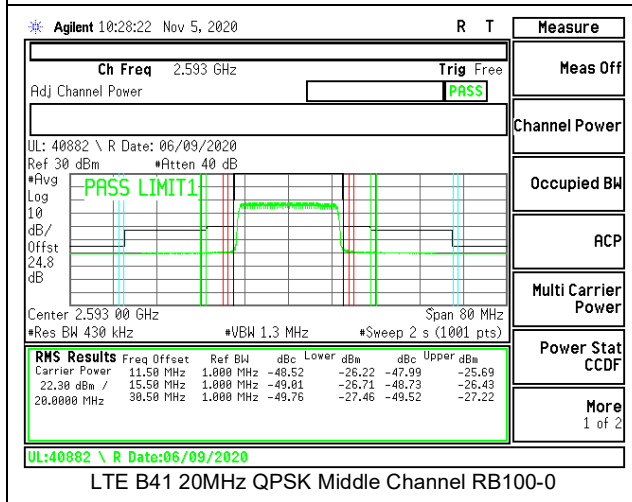 Agilent 10:28:22 Nov 5, 2020 R T
Measure
Ch Freq 2.593 GHz Trig Free
Adj Channel Power PASS
UL: 40882 \ R Date: 06/09/2020
Ref 30 dBm #Atten 40 dB
#Avg
Log
10
dB/
Offst
24.8
dB
PASS LIMIT1
Center 2.593 00 GHz Span 80 MHz
#Res BW 430 kHz #VBW 1.3 MHz #Sweep 2 s (1001 pts)
RMS Results Freq Offset Ref BW dBc Lower dBm dBc Upper dBm
Carrier Power 11.50 MHz 1.000 MHz -48.52 -26.22 -47.99 -25.69
22.30 dBm / 15.50 MHz 1.000 MHz -49.01 -26.71 -48.73 -26.43
20.0000 MHz 30.50 MHz 1.000 MHz -49.76 -27.46 -49.52 -27.22
UL:40882 \ R Date:06/09/2020
Meas Off
Channel Power
Occupied BW
ACP
Multi Carrier
Power
Power Stat
CCDF
More
1 of 2
LTE B41 20MHz QPSK Middle Channel RB100-0